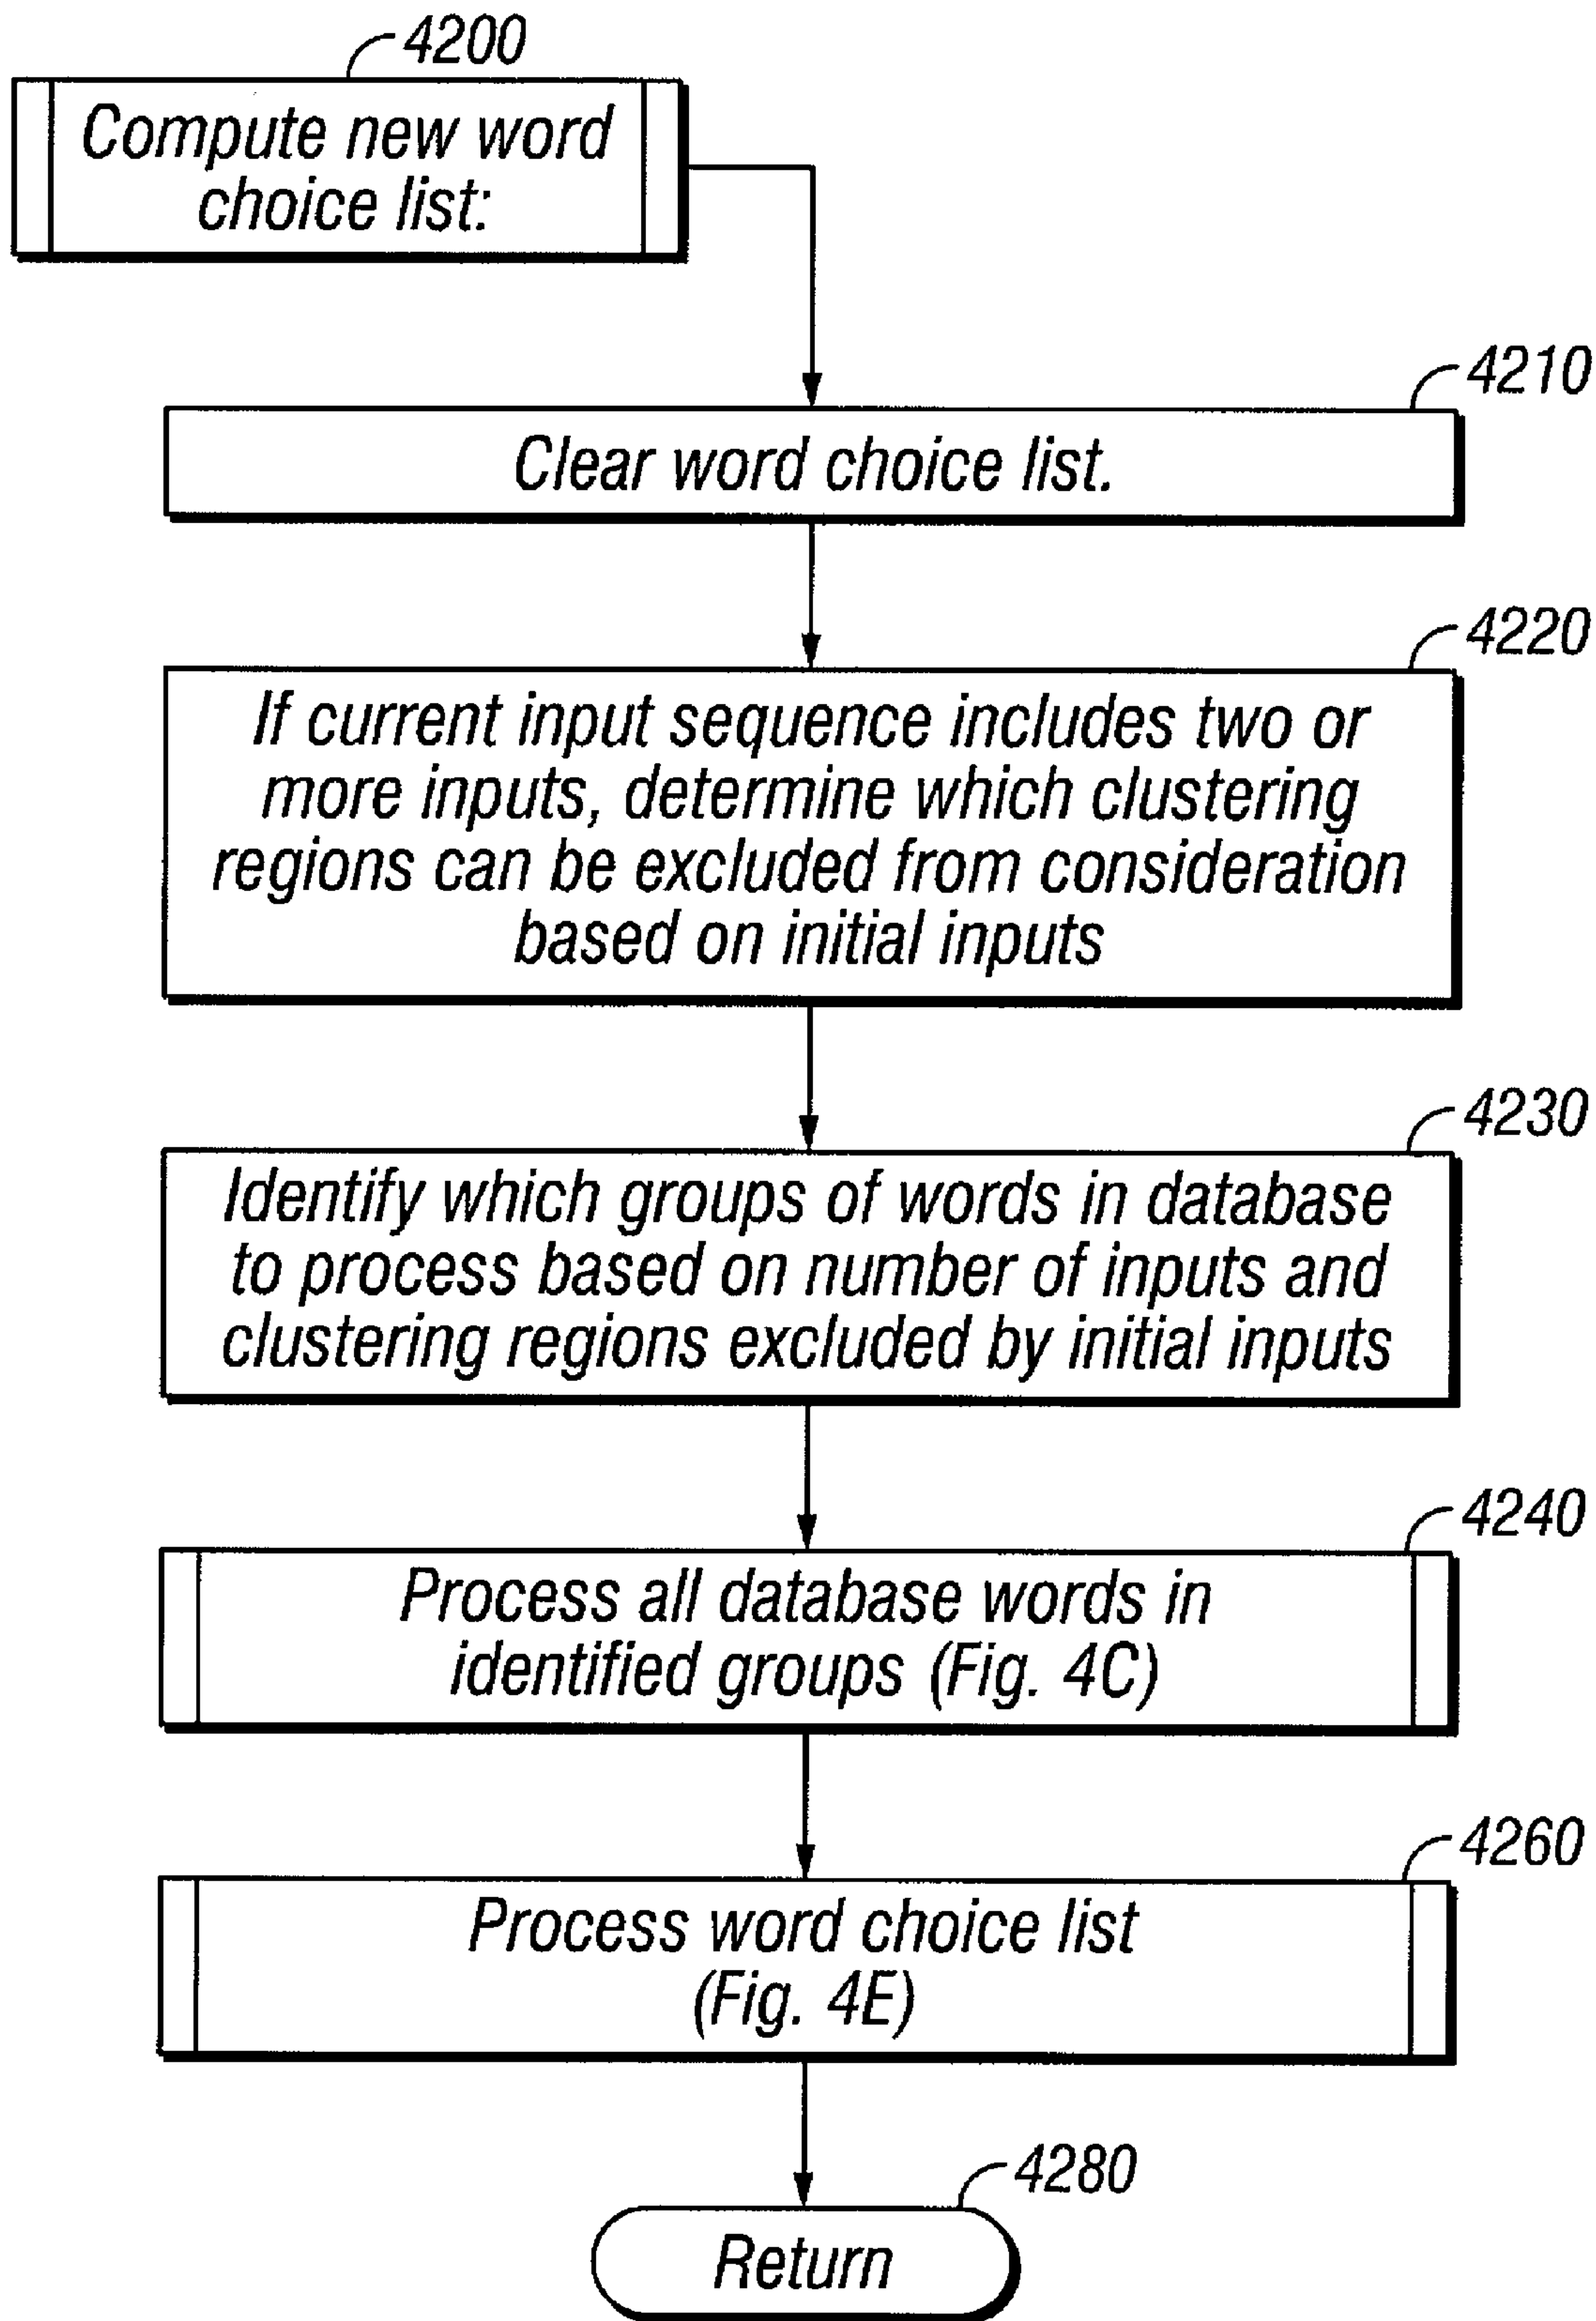 4200
Compute new word
choice list:
4210
Clear word choice list.
4220
If current input sequence includes two or
more inputs, determine which clustering
regions can be excluded from consideration
based on initial inputs
4230
Identify which groups of words in database
to process based on number of inputs and
clustering regions excluded by initial inputs
4240
Process all database words in
identified groups (Fig. 4C)
4260
Process word choice list
(Fig. 4E)
4280
Return